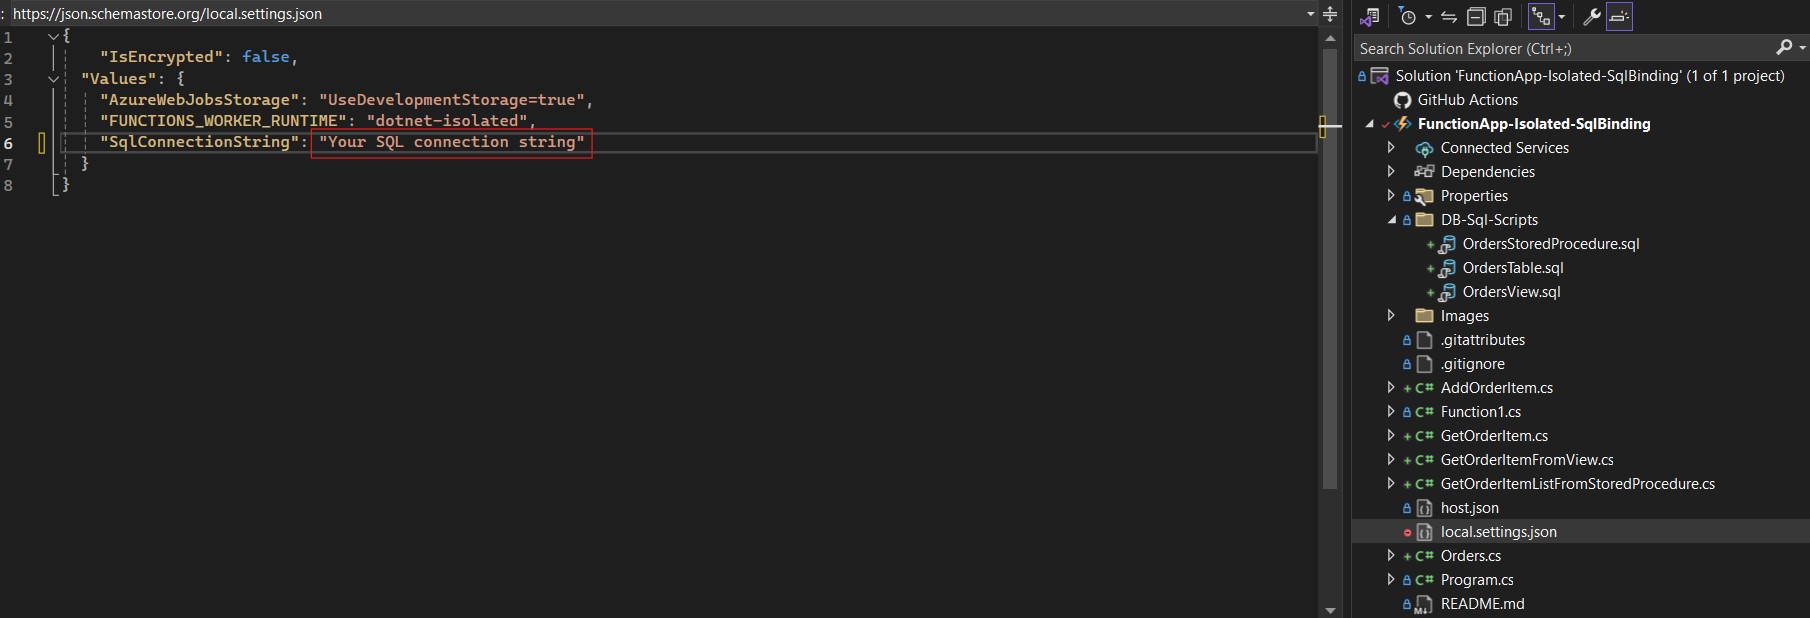 : https://json.schemastore.org/local.settings.json
1 {
2 "IsEncrypted": false,
3 "Values": {
4 "AzureWebJobsStorage": "UseDevelopmentStorage=true",
5 "FUNCTIONS_WORKER_RUNTIME": "dotnet-isolated",
6 "SqlConnectionString": "Your SQL connection string"
7 }
8 }
Search Solution Explorer (Ctrl+;)
Solution 'FunctionApp-Isolated-SqlBinding' (1 of 1 project)
GitHub Actions
FunctionApp-Isolated-SqlBinding
Connected Services
Dependencies
Properties
DB-Sql-Scripts
OrdersStoredProcedure.sql
OrdersTable.sql
OrdersView.sql
Images
.gitattributes
.gitignore
C# AddOrderItem.cs
C# Function1.cs
C# GetOrderItem.cs
C# GetOrderItemFromView.cs
C# GetOrderItemListFromStoredProcedure.cs
host.json
local.settings.json
C# Orders.cs
C# Program.cs
M↓ README.md